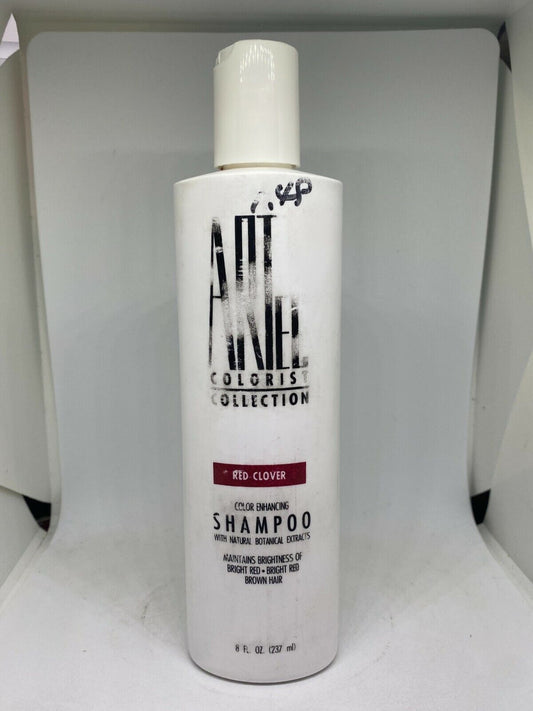 ARTEC
COLORIST
COLLECTION
RED CLOVER
COLOR ENHANCING
SHAMPOO
WITH NATURAL BOTANICAL EXTRACTS
MAINTAINS BRIGHTNESS OF
BRIGHT RED • BRIGHT RED
BROWN HAIR
8 FL. OZ. (237 ml)